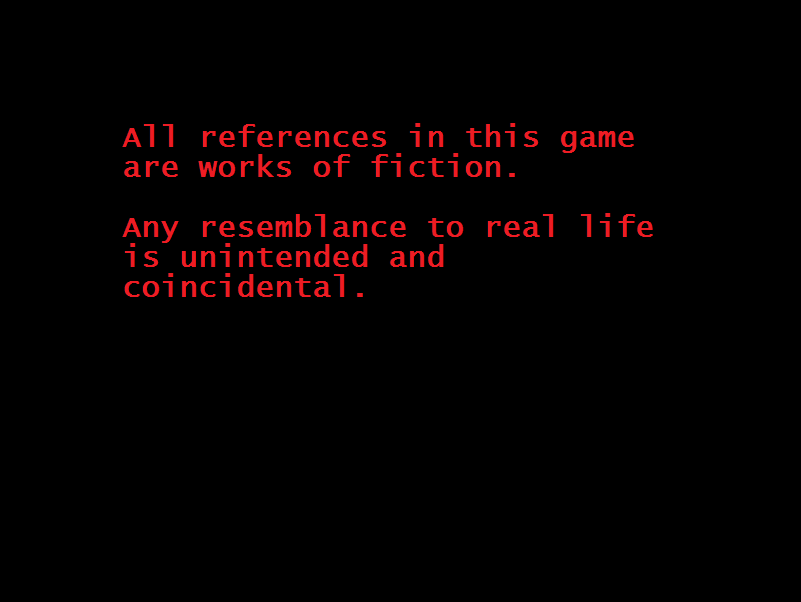 All references in this game
are works of fiction.
Any resemblance to real life
is unintended and
coincidental.